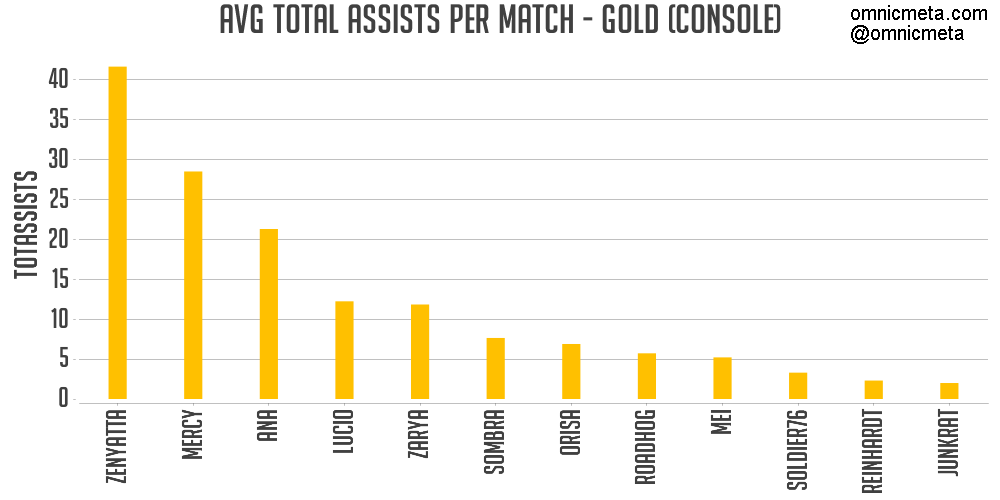 AVG TOTAL ASSISTS PER MATCH - GOLD (CONSOLE)
omnicmeta.com
@omnicmeta
TOTASSISTS
40
35
30
25
20
15
10
5
0
ZENYATTA
MERCY
ANA
LUCIO
ZARYA
SOMBRA
ORISA
ROADHOG
MEI
SOLDIER76
REINHARDT
JUNKRAT